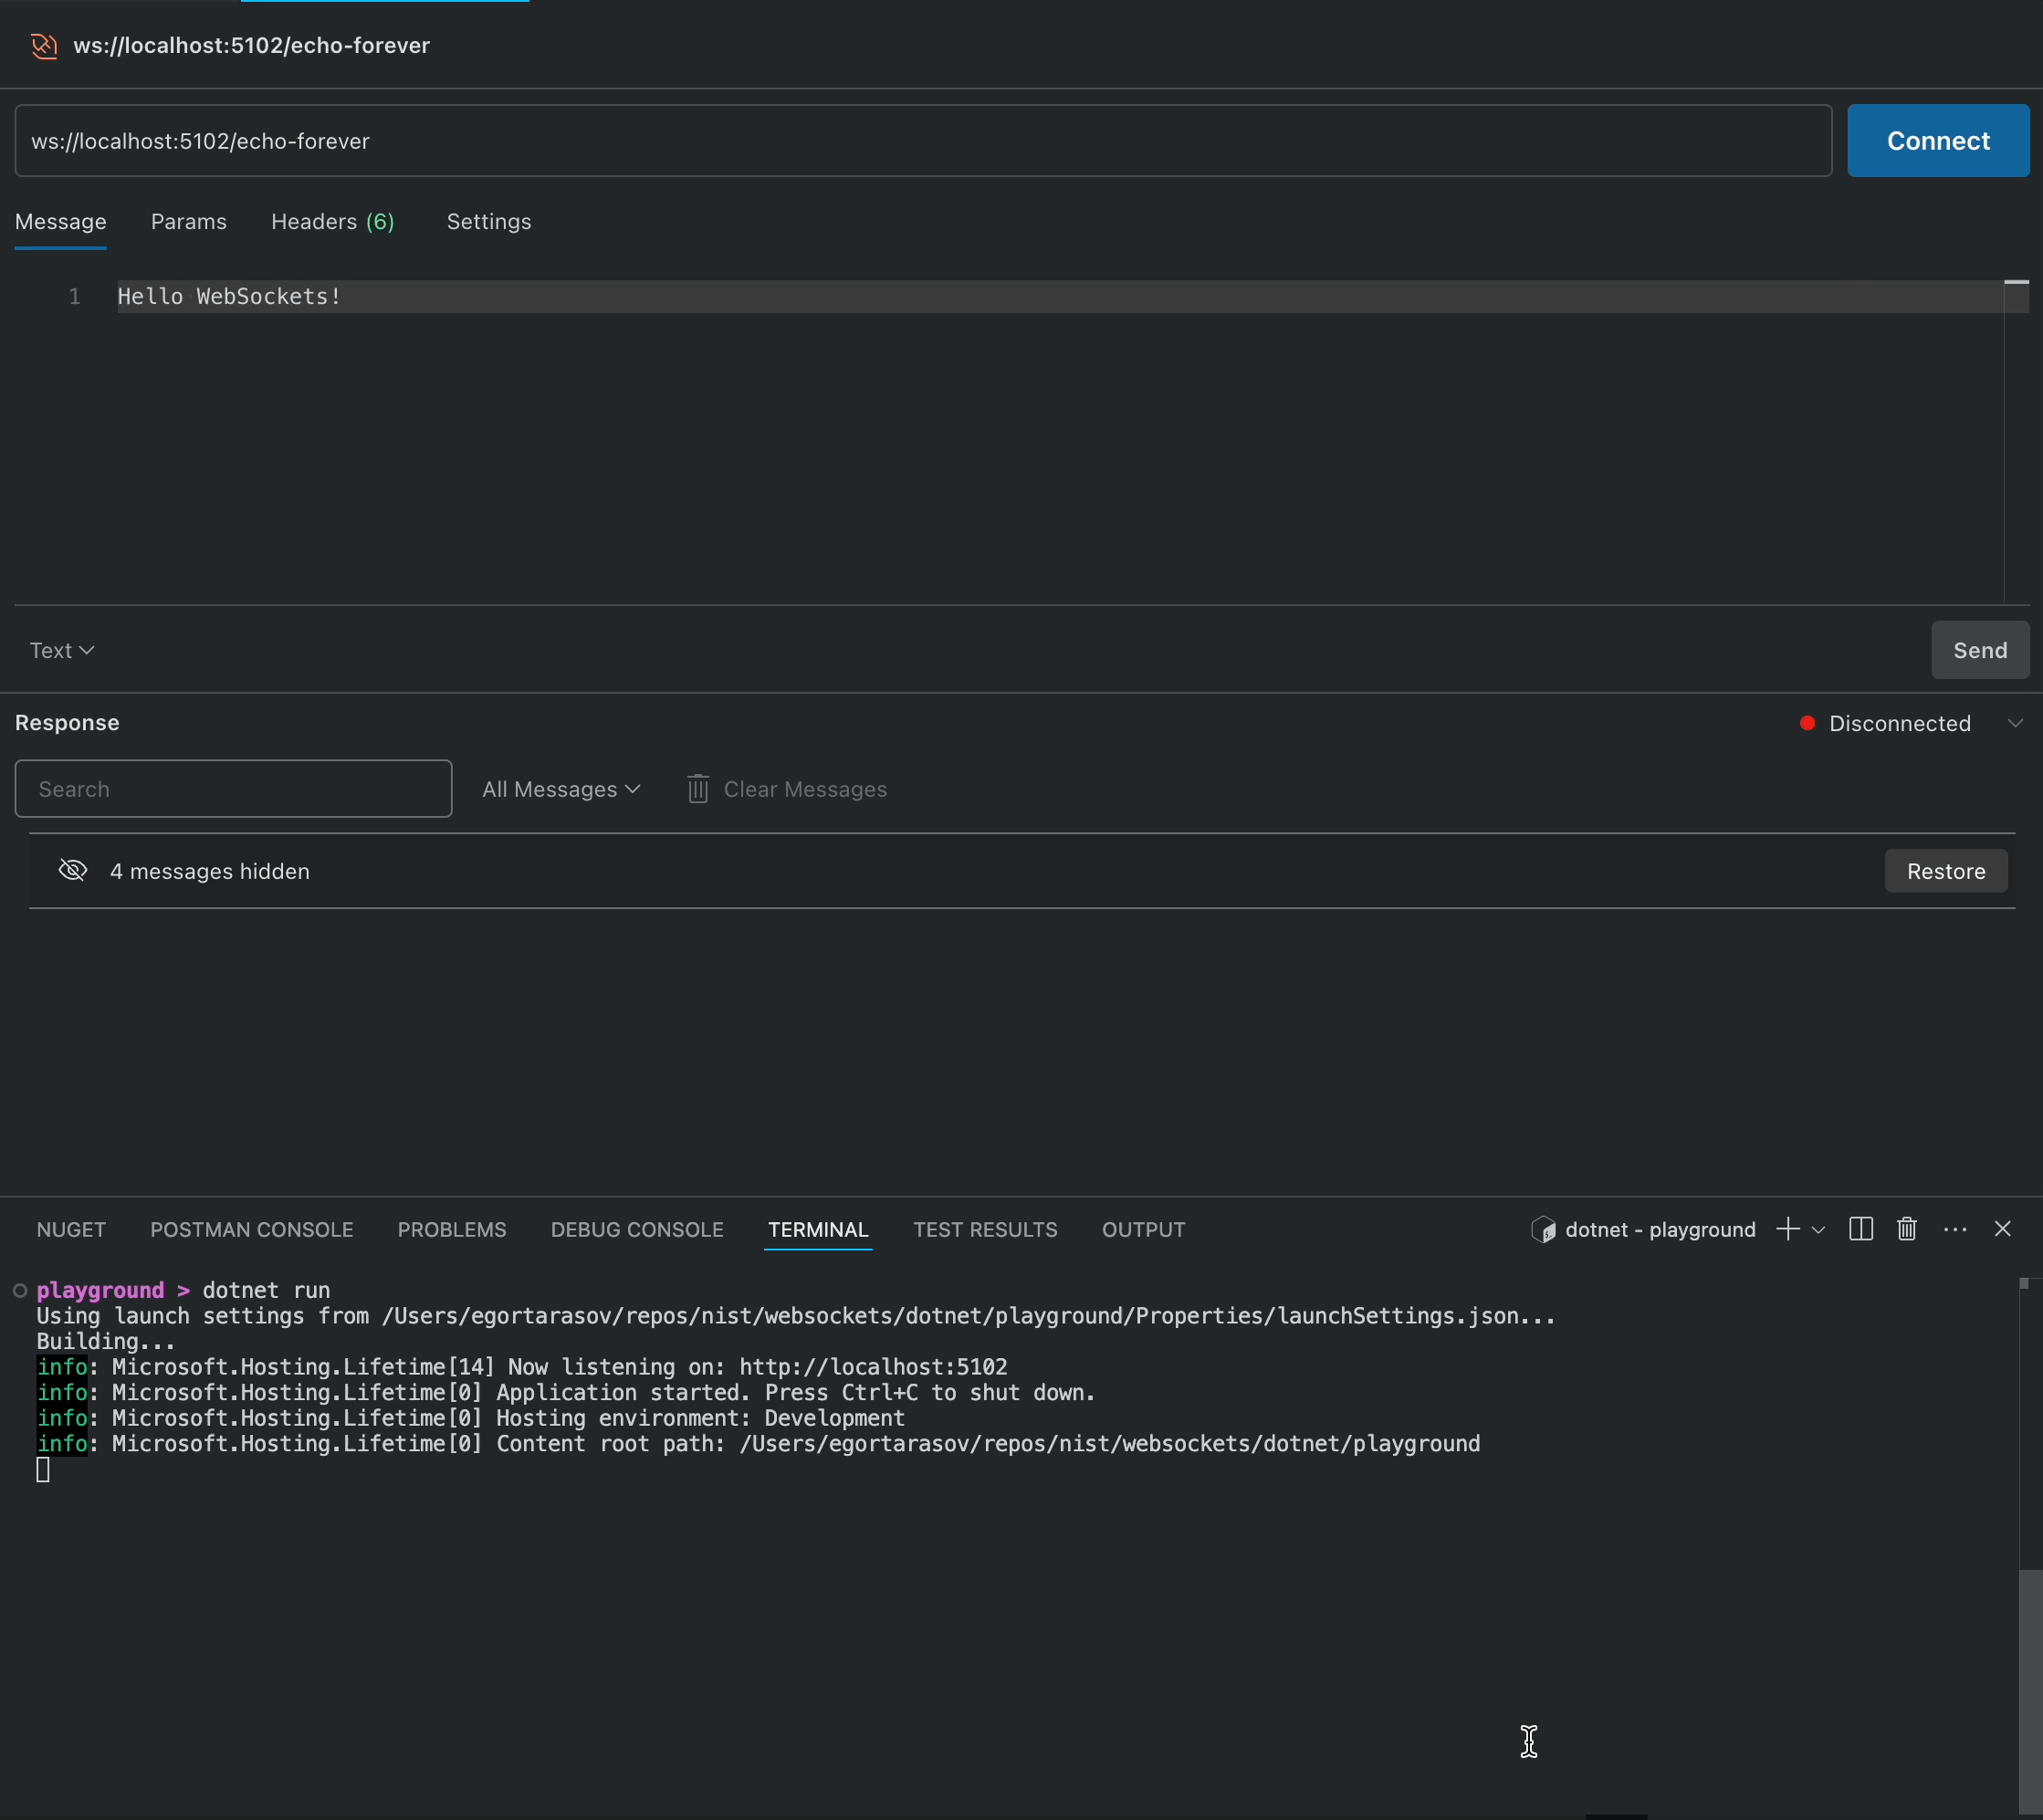 ws://localhost:5102/echo-forever
ws://localhost:5102/echo-forever
Connect
Message Params Headers (6) Settings
1 Hello WebSockets!
Text
Send
Response
Disconnected
Search
All Messages
Clear Messages
4 messages hidden
Restore
NUGET POSTMAN CONSOLE PROBLEMS DEBUG CONSOLE TERMINAL TEST RESULTS OUTPUT
dotnet - playground
playground > dotnet run
Using launch settings from /Users/egortarasov/repos/nist/websockets/dotnet/playground/Properties/launchSettings.json...
Building...
info: Microsoft.Hosting.Lifetime[14] Now listening on: http://localhost:5102
info: Microsoft.Hosting.Lifetime[0] Application started. Press Ctrl+C to shut down.
info: Microsoft.Hosting.Lifetime[0] Hosting environment: Development
info: Microsoft.Hosting.Lifetime[0] Content root path: /Users/egortarasov/repos/nist/websockets/dotnet/playground